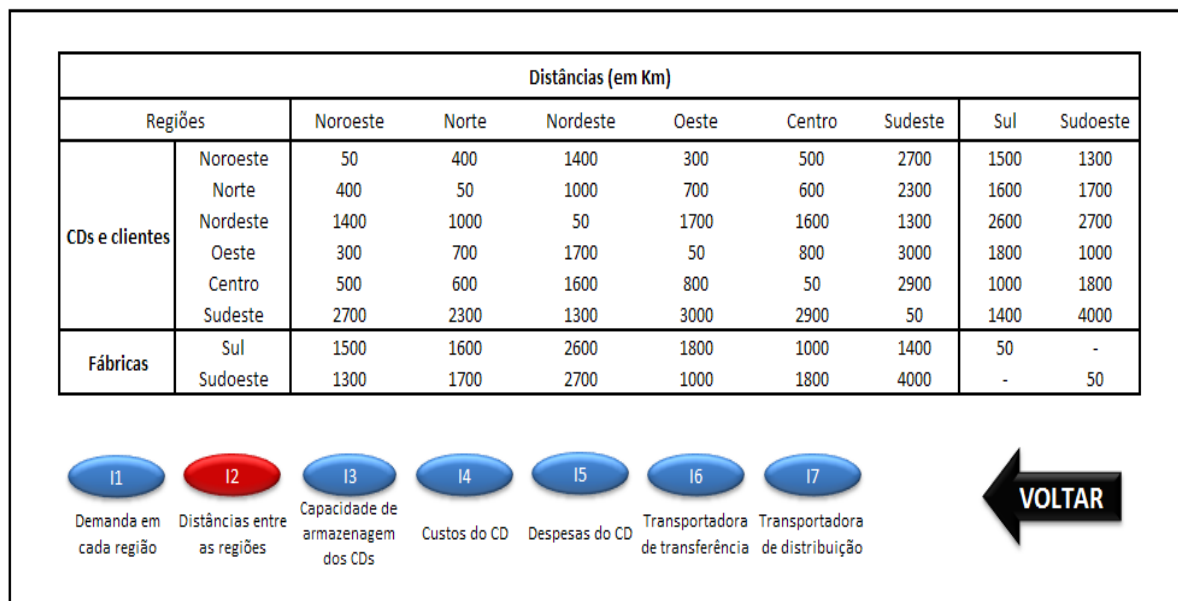 Distâncias (em Km)
Regiões Noroeste Norte Nordeste Oeste Centro Sudeste Sul Sudoeste
CDs e clientes
Noroeste 50 400 1400 300 500 2700 1500 1300
Norte 400 50 1000 700 600 2300 1600 1700
Nordeste 1400 1000 50 1700 1600 1300 2600 2700
Oeste 300 700 1700 50 800 3000 1800 1000
Centro 500 600 1600 800 50 2900 1000 1800
Sudeste 2700 2300 1300 3000 2900 50 1400 4000
Fábricas
Sul 1500 1600 2600 1800 1000 1400 50 -
Sudoeste 1300 1700 2700 1000 1800 4000 - 50
I1 I2 I3 I4 I5 I6 I7
Demanda em
cada região
Distâncias entre
as regiões
Capacidade de
armazenagem
dos CDs
Custos do CD
Despesas do CD
Transportadora
de transferência
Transportadora
de distribuição
VOLTAR